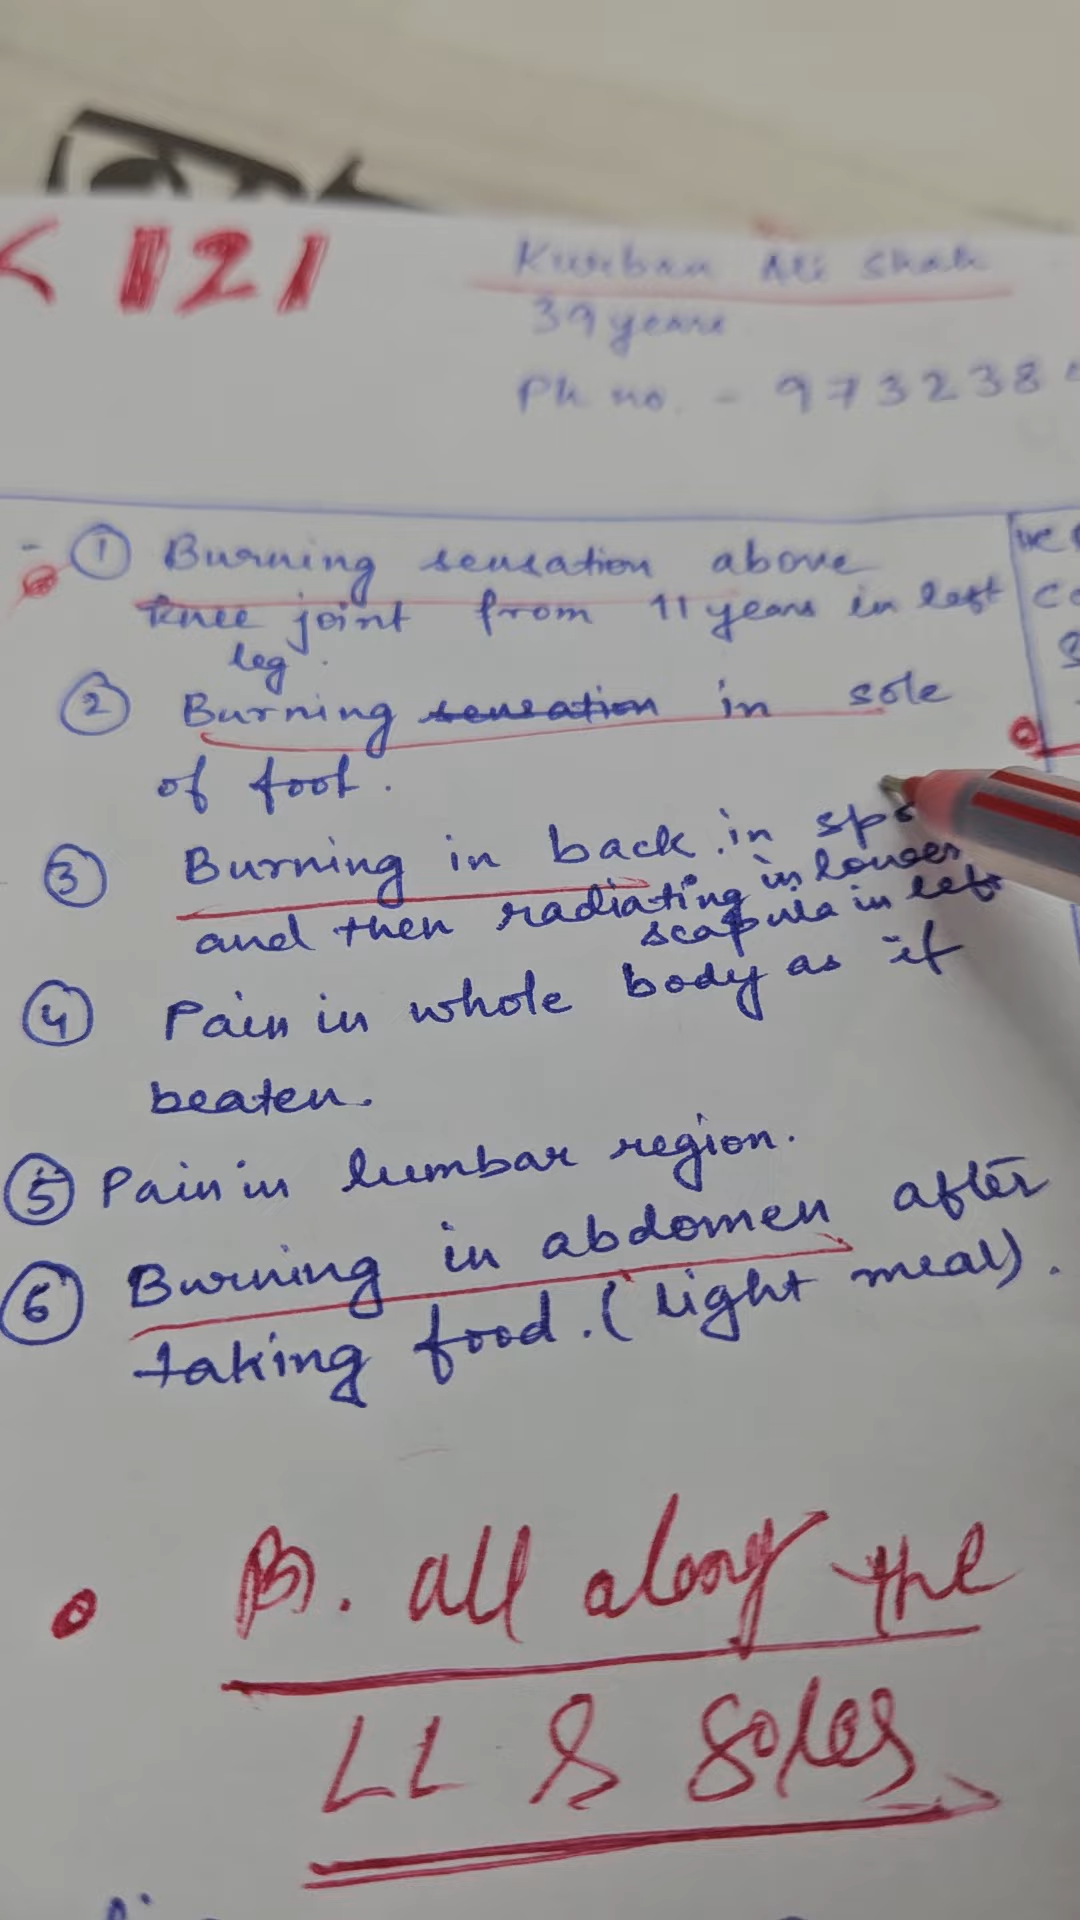 < 121
Kurban Ali Shah
39 years
Ph no. - 973238
① Burning sensation above
knee joint from 11 years in left
leg.
② Burning sensation in sole
of foot.
③ Burning in back in
and then radiating in lower
scapula in left
④ Pain in whole body as if
beaten.
⑤ Pain in lumbar region.
⑥ Burning in abdomen after
taking food. (light meal).
B. all along the
LL & soles